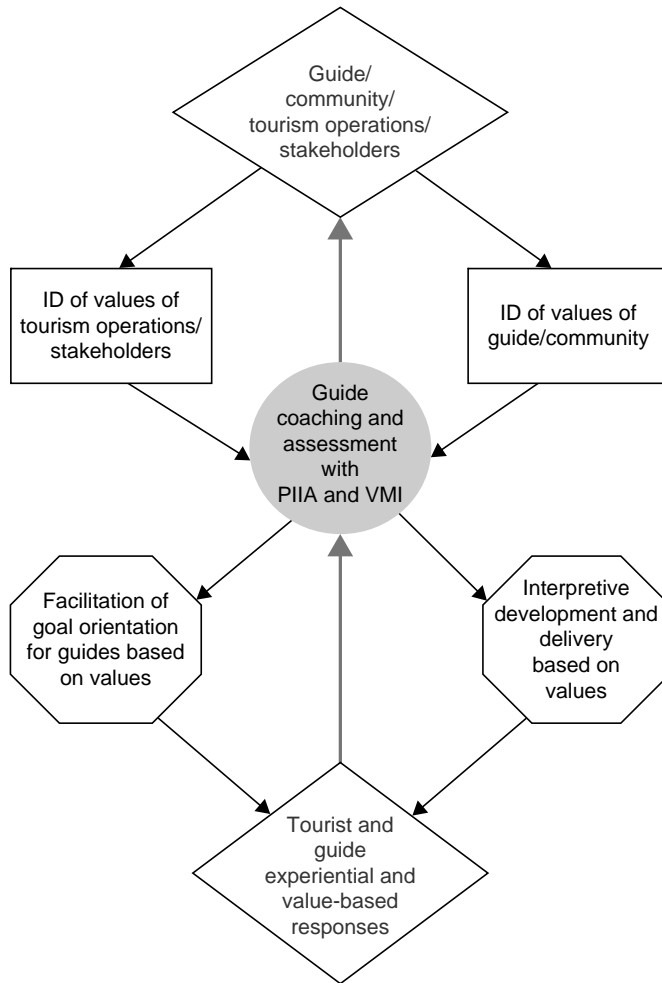 Guide/
community/
tourism operations/
stakeholders
ID of values of
tourism operations/
stakeholders
ID of values of
guide/community
Guide
coaching and
assessment
with
PIIA and VMI
Facilitation of
goal orientation
for guides based
on values
Interpretive
development and
delivery
based on
values
Tourist and
guide
experiential and
value-based
responses